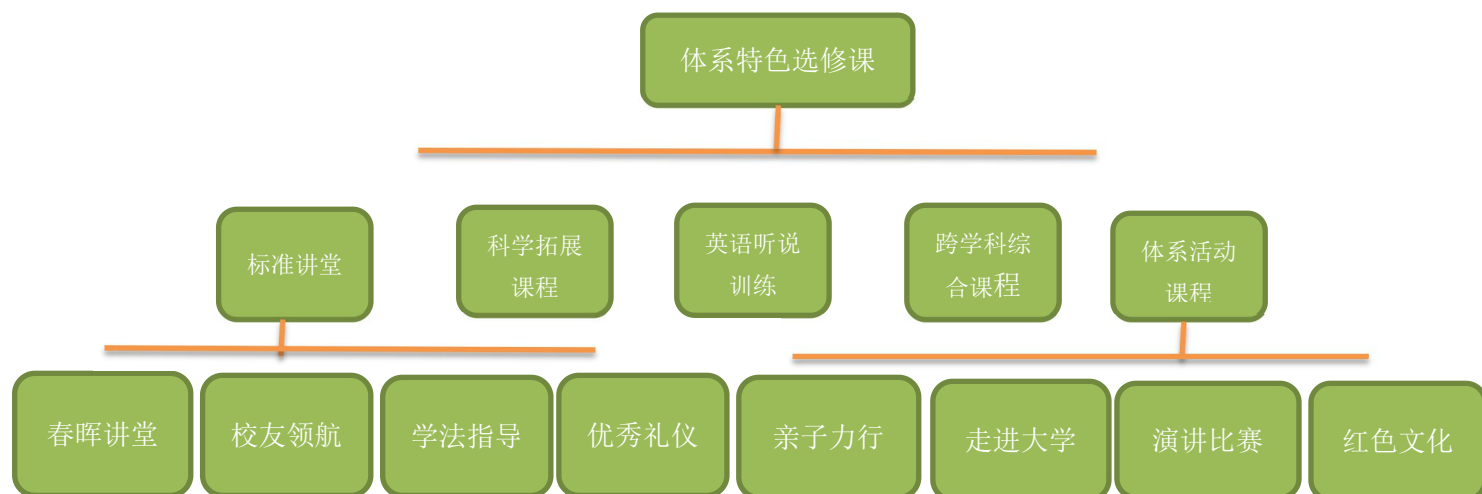 体系特色选修课
标准讲堂
科学拓展
课程
英语听说
训练
跨学科综
合课程
体系活动
课程
春晖讲堂
校友领航
学法指导
优秀礼仪
亲子力行
走进大学
演讲比赛
红色文化